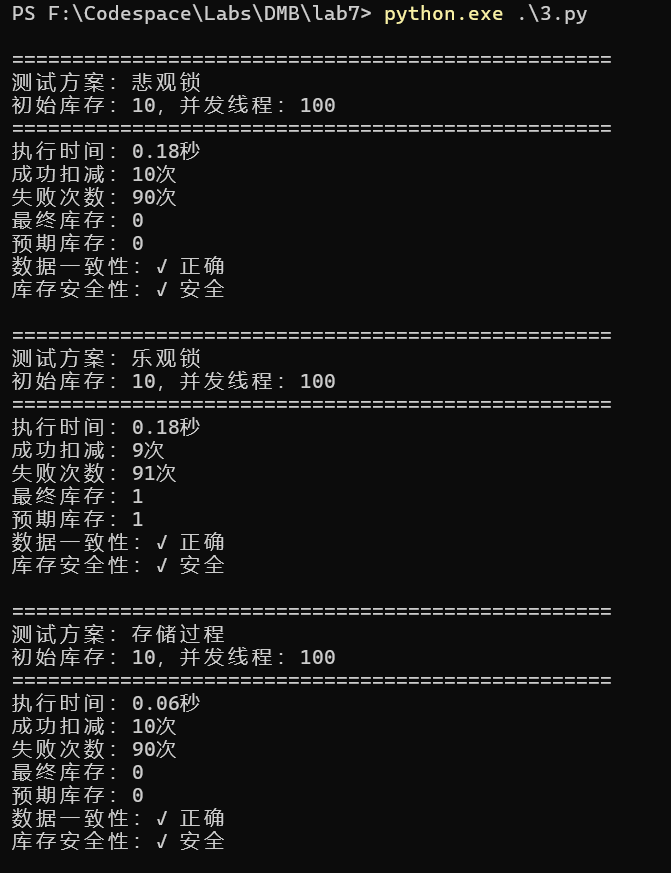 PS F:\Codespace\Labs\DMB\lab7> python.exe .\3.py
==================================================
测试方案: 悲观锁
初始库存: 10, 并发线程: 100
==================================================
执行时间: 0.18秒
成功扣减: 10次
失败次数: 90次
最终库存: 0
预期库存: 0
数据一致性: ✓ 正确
库存安全性: ✓ 安全
==================================================
测试方案: 乐观锁
初始库存: 10, 并发线程: 100
==================================================
执行时间: 0.18秒
成功扣减: 9次
失败次数: 91次
最终库存: 1
预期库存: 1
数据一致性: ✓ 正确
库存安全性: ✓ 安全
==================================================
测试方案: 存储过程
初始库存: 10, 并发线程: 100
==================================================
执行时间: 0.06秒
成功扣减: 10次
失败次数: 90次
最终库存: 0
预期库存: 0
数据一致性: ✓ 正确
库存安全性: ✓ 安全